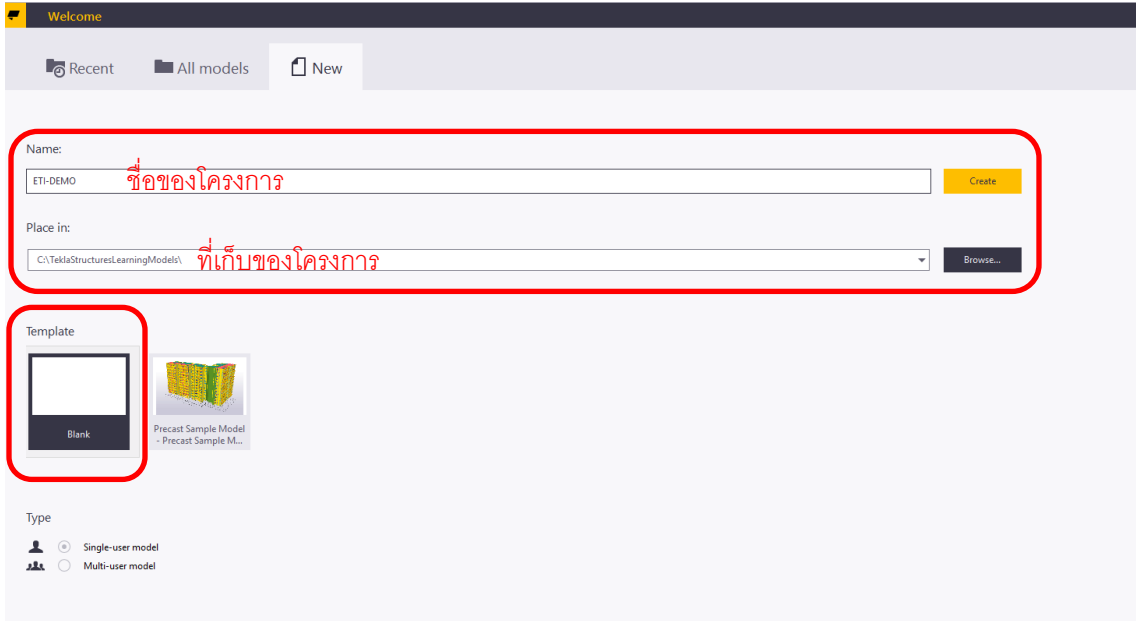 Welcome
Recent All models New
Name:
ETI-DEMO ชื่อของโครงการ Create
Place in:
C:\TeklaStructuresLearningModels\ ที่เก็บของโครงการ Browse...
Template
Blank
Precast Sample Model
- Precast Sample M...
Type
Single-user model
Multi-user model